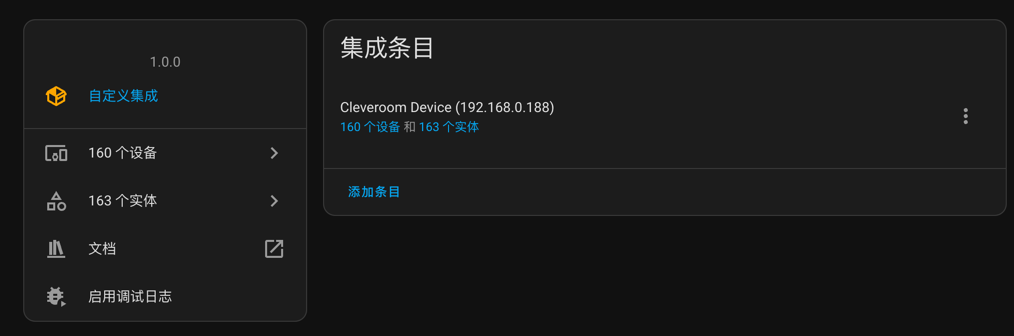 1.0.0
自定义集成
160 个设备
163 个实体
文档
启用调试日志
集成条目
Cleveroom Device (192.168.0.188)
160 个设备 和 163 个实体
添加条目